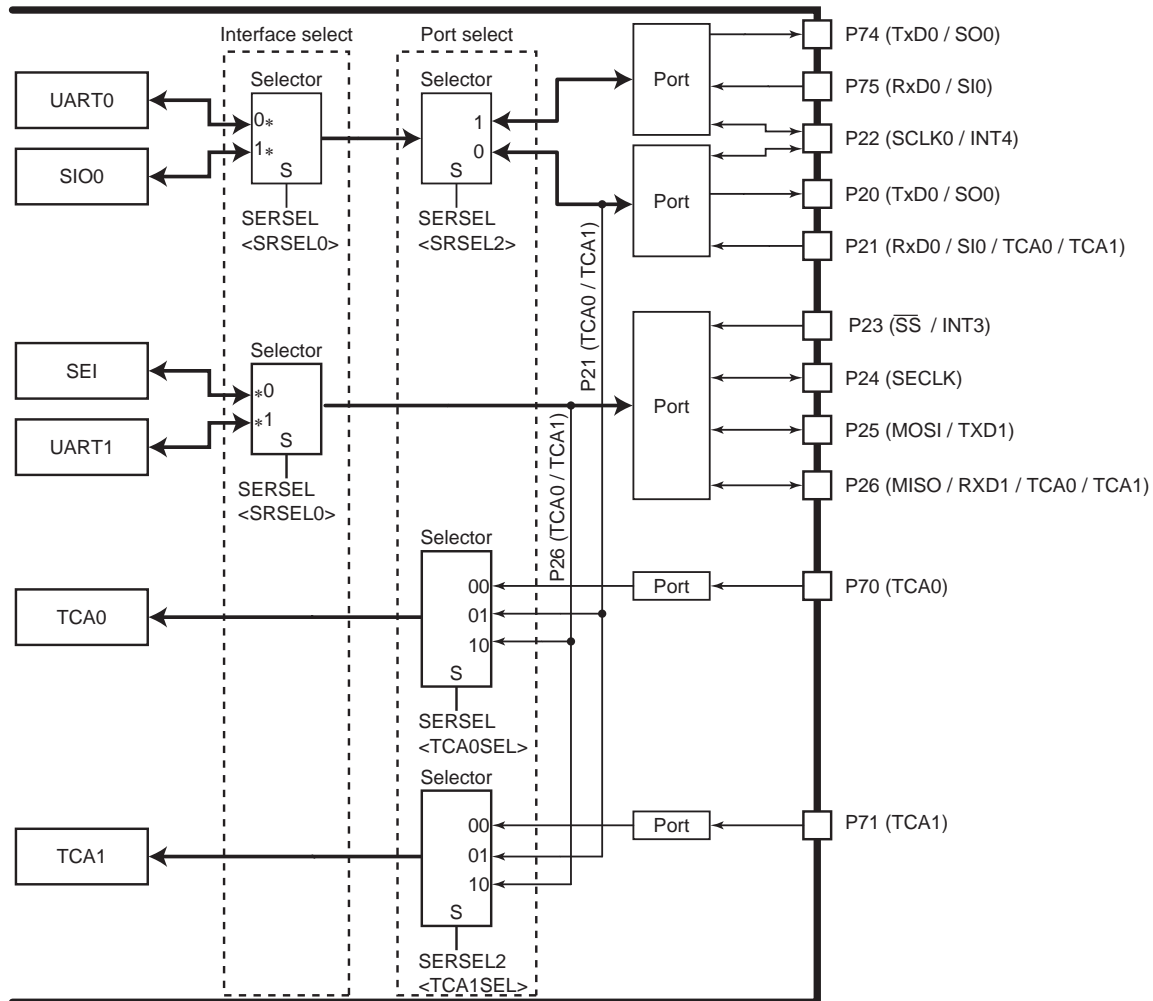 Interface select
Port select
Selector
Selector
UART0
0*
1*
S
SIO0
SERSEL
<SRSEL0>
1
0
S
SERSEL
<SRSEL2>
Port
P74 (TxD0 / SO0)
P75 (RxD0 / SI0)
P22 (SCLK0 / INT4)
Port
P20 (TxD0 / SO0)
P21 (RxD0 / SI0 / TCA0 / TCA1)
P21 (TCA0 / TCA1)
Selector
SEI
*0
*1
S
UART1
SERSEL
<SRSEL0>
Port
P23 (S̅S̅ / INT3)
P24 (SECLK)
P25 (MOSI / TXD1)
P26 (MISO / RXD1 / TCA0 / TCA1)
P26 (TCA0 / TCA1)
Selector
TCA0
00
01
10
S
SERSEL
<TCA0SEL>
Port
P70 (TCA0)
Selector
TCA1
00
01
10
S
SERSEL2
<TCA1SEL>
Port
P71 (TCA1)